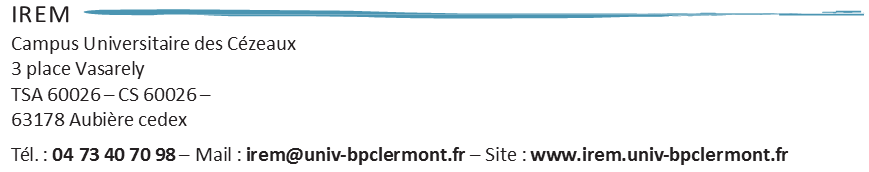 IREM
Campus Universitaire des Cézeaux
3 place Vasarely
TSA 60026 – CS 60026 –
63178 Aubière cedex
Tél. : 04 73 40 70 98 – Mail : irem@univ-bpclermont.fr – Site : www.irem.univ-bpclermont.fr